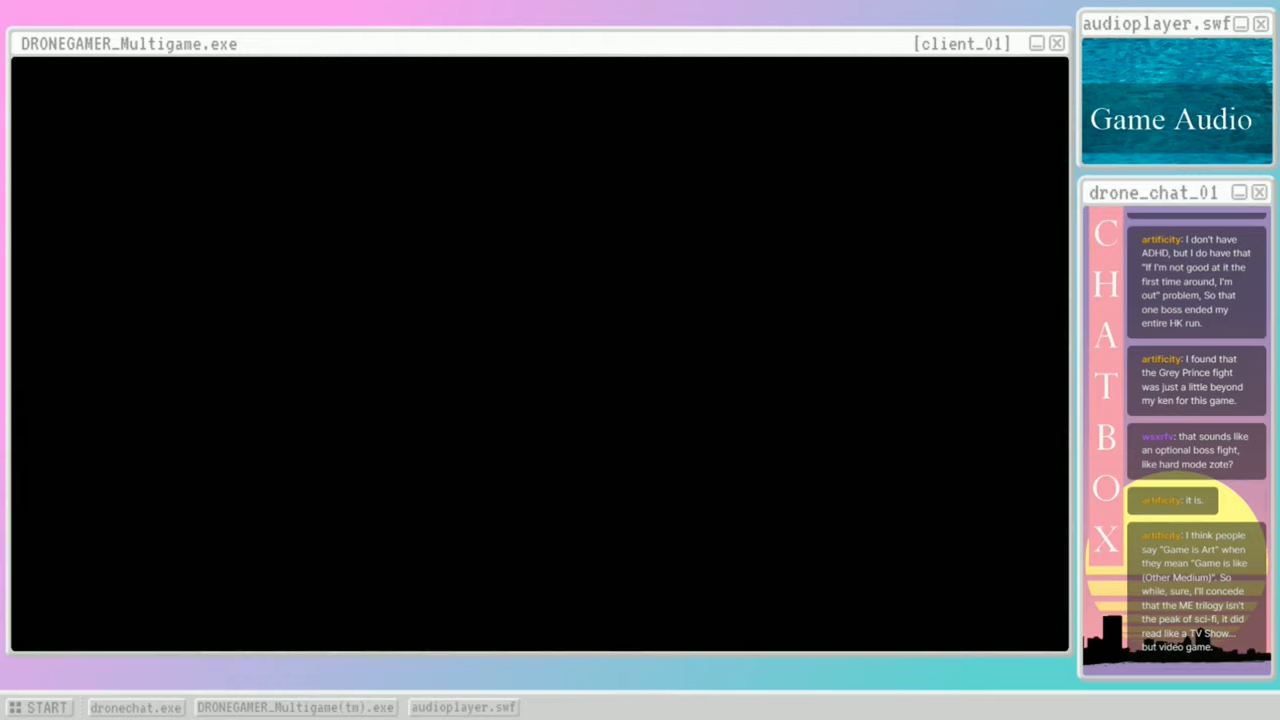 DRONEGAMER_Multigame.exe
[client_01]
audioplayer.swf
Game Audio
drone_chat_01
CHATBOX
artificity: I don't have
ADHD, but I do have that
"If I'm not good at it the
first time around, I'm
out" problem, So that
one boss ended my
entire HK run.
artificity: I found that
the Grey Prince fight
was just a little beyond
my ken for this game.
wsxrfv: that sounds like
an optional boss fight,
like hard mode zote?
artificity: it is.
artificity: I think people
say "Game is Art" when
they mean "Game is like
(Other Medium)". So
while, sure, I'll concede
that the ME trilogy isn't
the peak of sci-fi, it did
read like a TV Show...
but video game.
START
dronechat.exe
DRONEGAMER_Multigame(tm).exe
audioplayer.swf